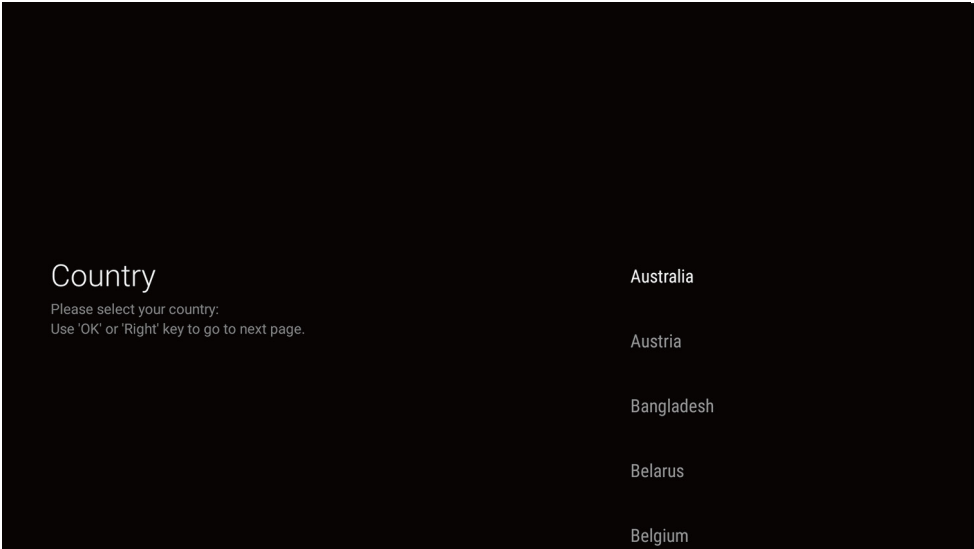 Country
Please select your country:
Use 'OK' or 'Right' key to go to next page.
Australia
Austria
Bangladesh
Belarus
Belgium